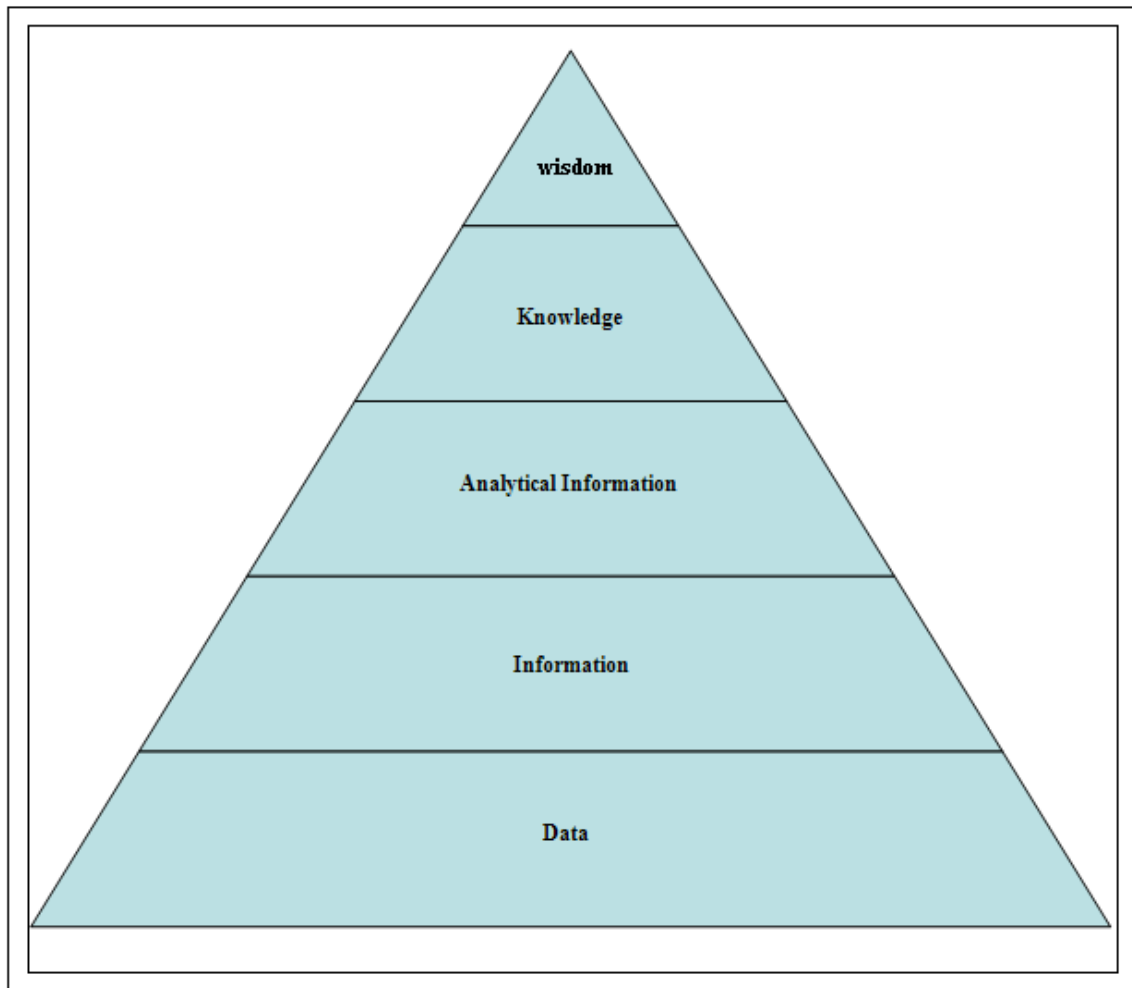 wisdom
Knowledge
Analytical Information
Information
Data